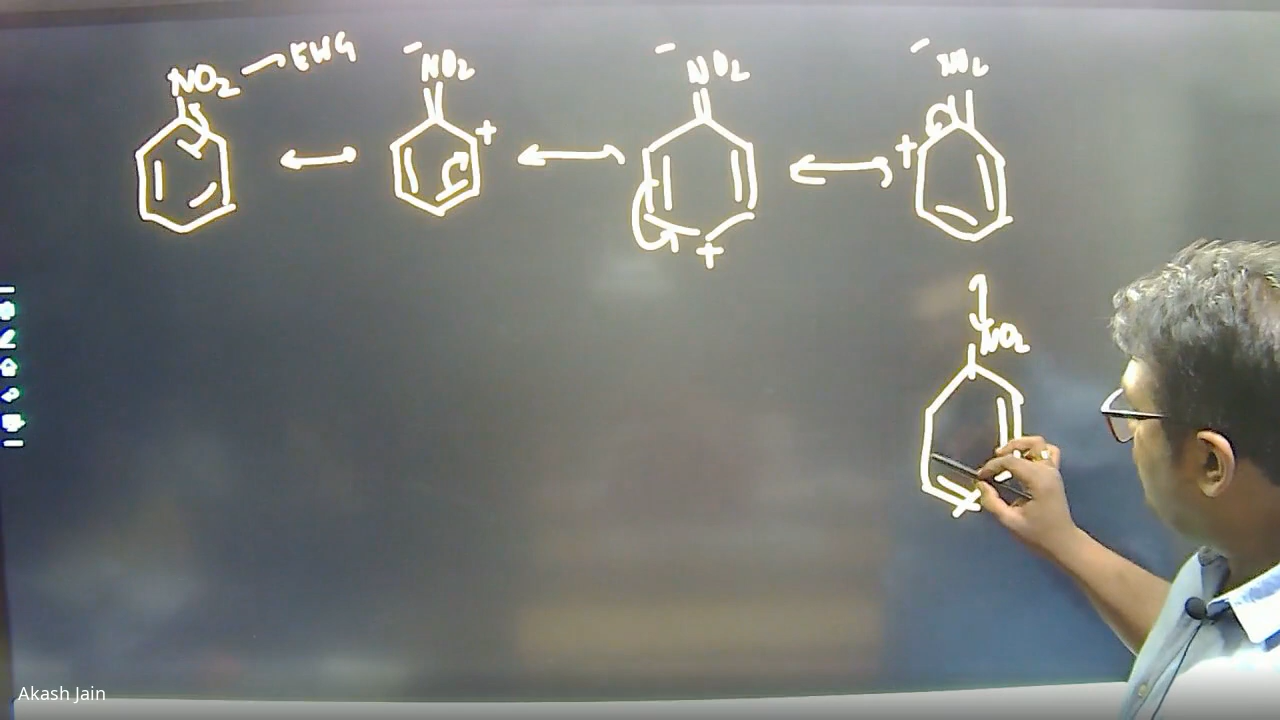 NO2 — EWG
- NO2
+
- NO2
+
- NO2
+
NO2
Akash Jain